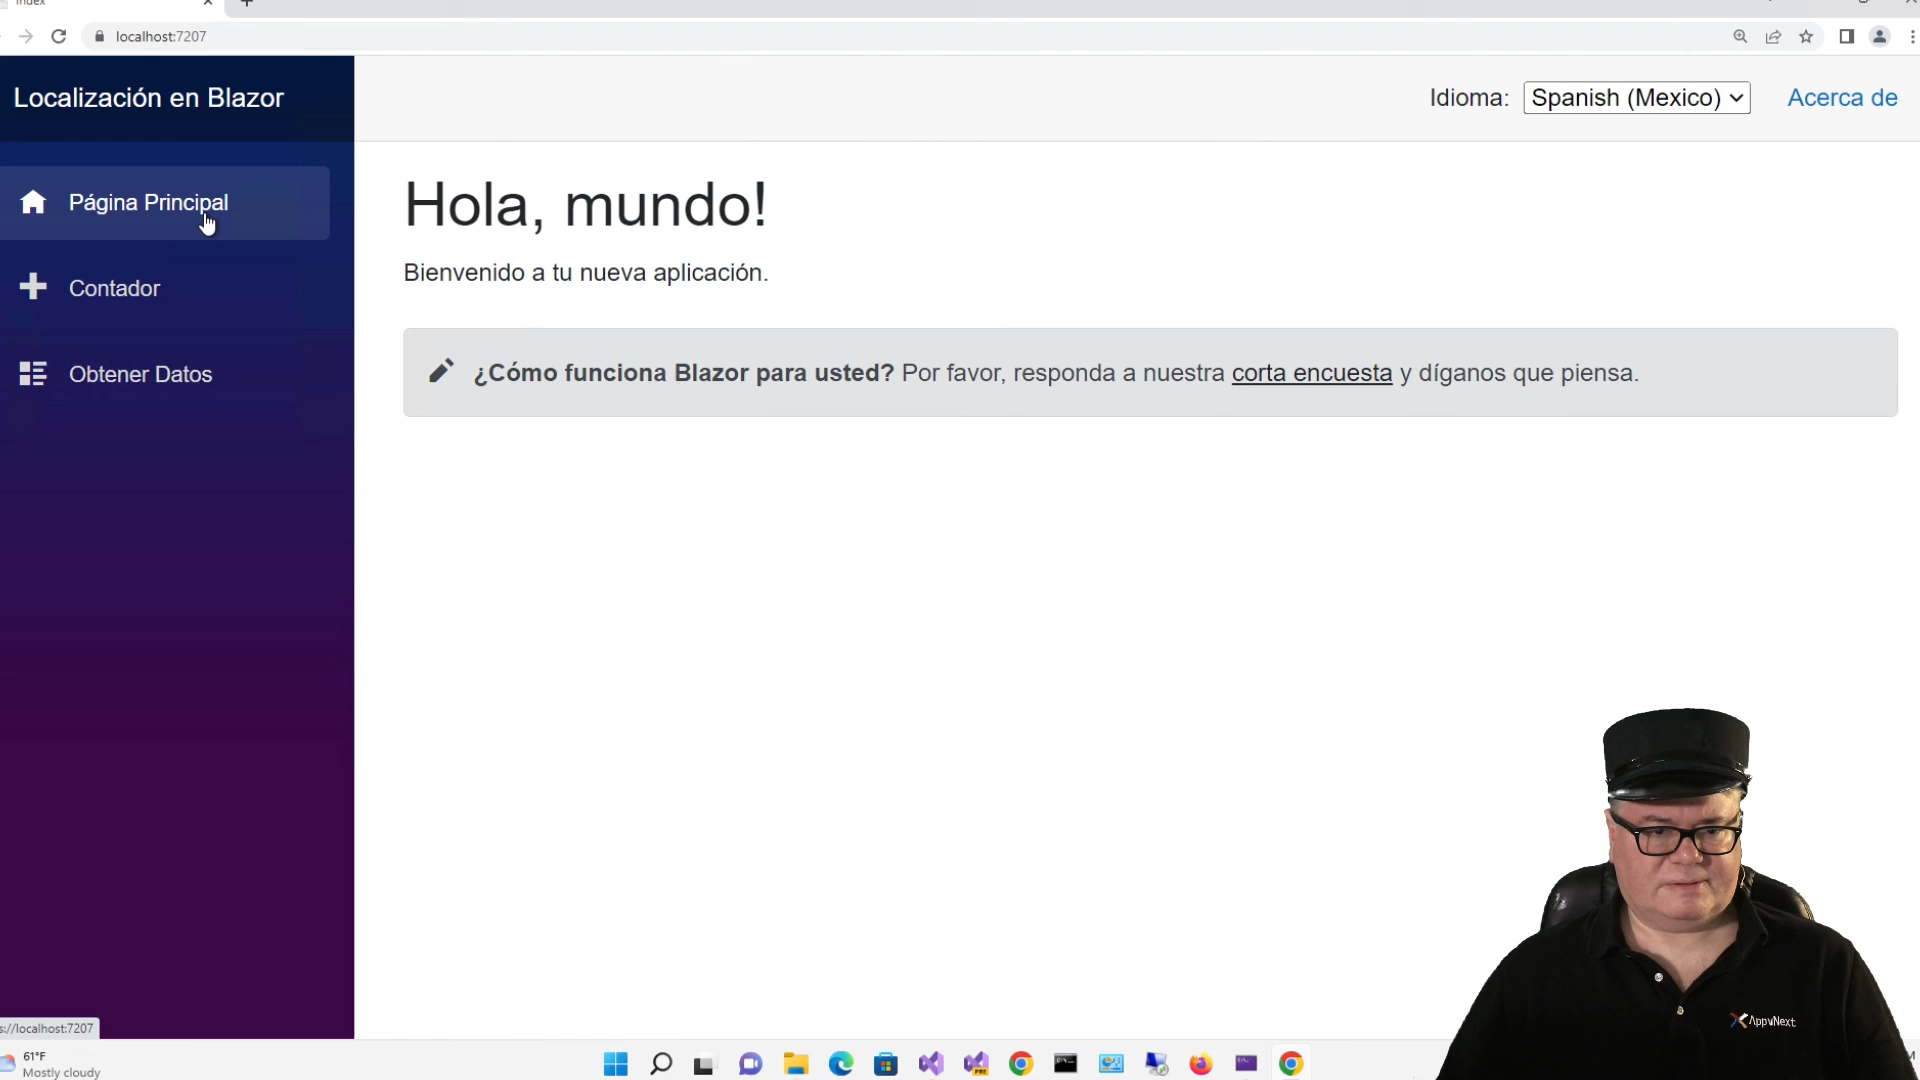 Index
localhost:7207
Localización en Blazor
Idioma: Spanish (Mexico) Acerca de
Página Principal
Contador
Obtener Datos
Hola, mundo!
Bienvenido a tu nueva aplicación.
¿Cómo funciona Blazor para usted? Por favor, responda a nuestra corta encuesta y díganos que piensa.
AppvNext
s://localhost:7207
61°F
Mostly cloudy
PRE